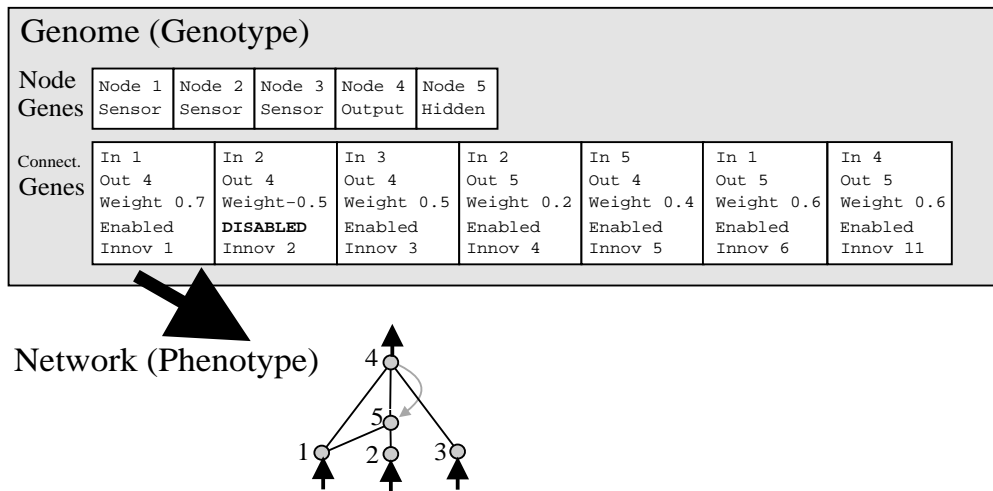 Genome (Genotype)
Node Genes
Node 1 Node 2 Node 3 Node 4 Node 5
Sensor Sensor Sensor Output Hidden
Connect. Genes
In 1 In 2 In 3 In 2 In 5 In 1 In 4
Out 4 Out 4 Out 4 Out 5 Out 4 Out 5 Out 5
Weight 0.7 Weight-0.5 Weight 0.5 Weight 0.2 Weight 0.4 Weight 0.6 Weight 0.6
Enabled DISABLED Enabled Enabled Enabled Enabled Enabled
Innov 1 Innov 2 Innov 3 Innov 4 Innov 5 Innov 6 Innov 11
Network (Phenotype)
4
5
1 2 3